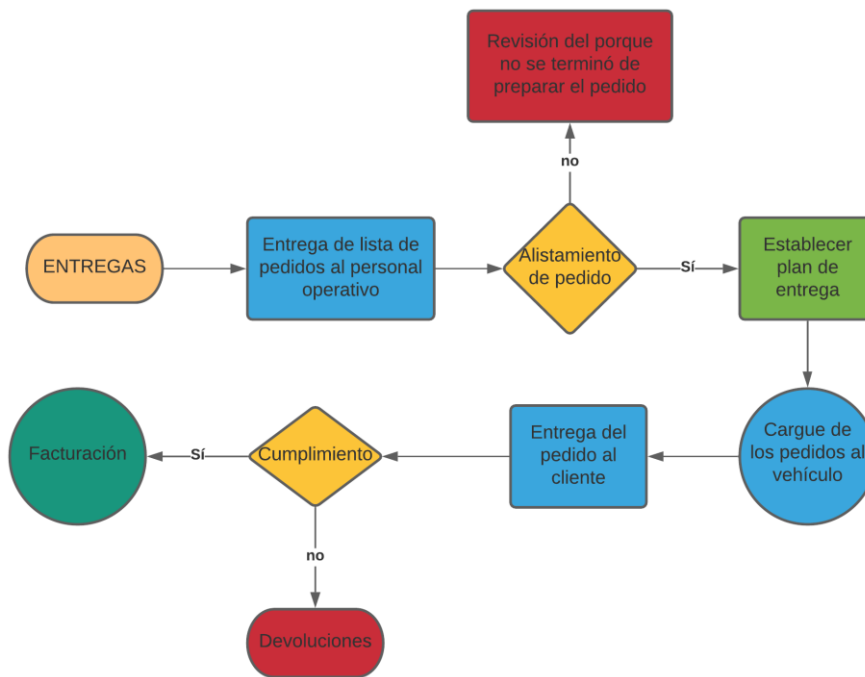 Revisión del porque
no se terminó de
preparar el pedido
no
ENTREGAS
Entrega de lista de
pedidos al personal
operativo
Alistamiento
de pedido
Sí
Establecer
plan de
entrega
Facturación
Sí
Cumplimiento
Entrega del
pedido al
cliente
Cargue de
los pedidos al
vehículo
no
Devoluciones